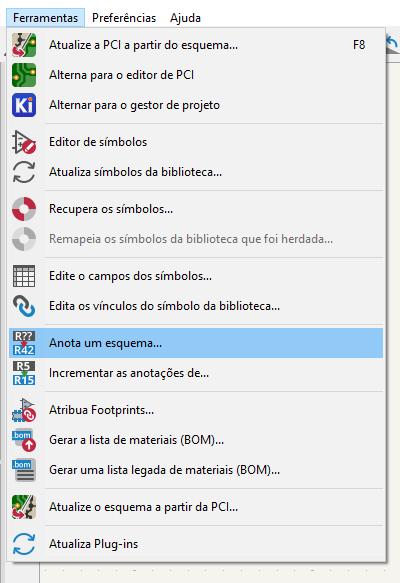 Ferramentas Preferências Ajuda
Atualize a PCI a partir do esquema... F8
Alterna para o editor de PCI
Ki Alternar para o gestor de projeto
Editor de símbolos
Atualiza símbolos da biblioteca...
Recupera os símbolos...
Remapeia os símbolos da biblioteca que foi herdada...
Edite o campos dos símbolos...
Edita os vínculos do símbolo da biblioteca...
R?? R42 Anota um esquema...
R5 R15 Incrementar as anotações de...
Atribua Footprints...
.bom Gerar a lista de materiais (BOM)...
.bom Gerar uma lista legada de materiais (BOM)...
Atualize o esquema a partir da PCI...
Atualiza Plug-ins